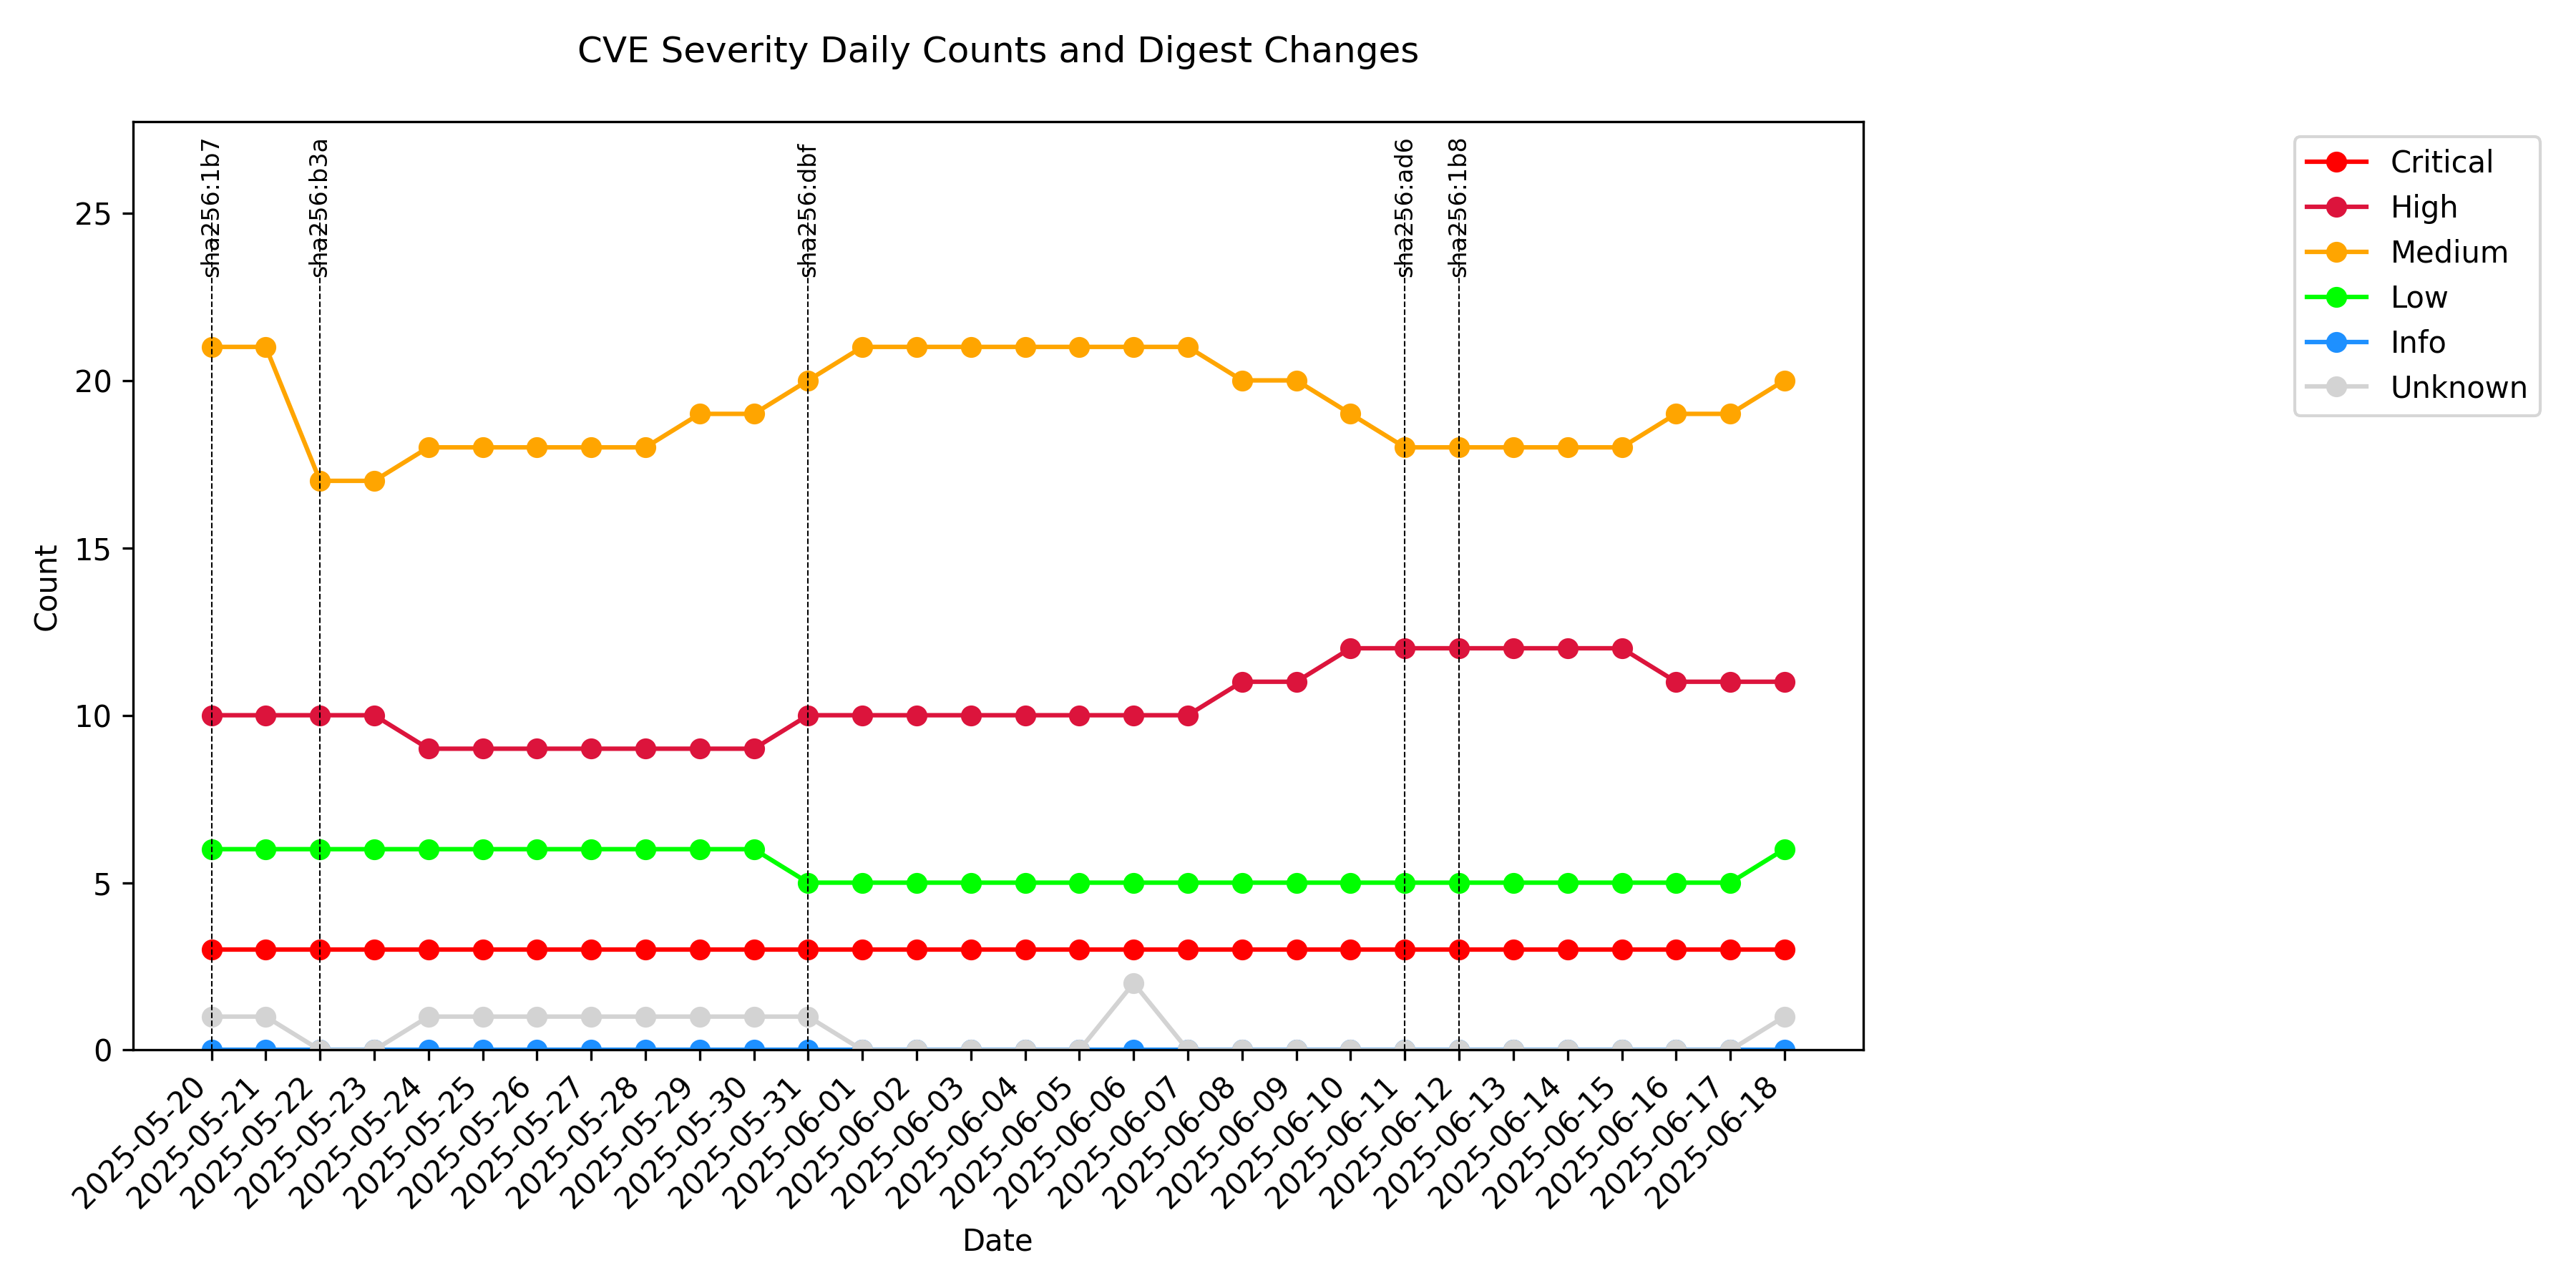 CVE Severity Daily Counts and Digest Changes
sha256:1b7
sha256:b3a
sha256:dbf
sha256:ad6
sha256:1b8
Critical
High
Medium
Low
Info
Unknown
25
20
15
10
5
0
Count
2025-05-20
2025-05-21
2025-05-22
2025-05-23
2025-05-24
2025-05-25
2025-05-26
2025-05-27
2025-05-28
2025-05-29
2025-05-30
2025-05-31
2025-06-01
2025-06-02
2025-06-03
2025-06-04
2025-06-05
2025-06-06
2025-06-07
2025-06-08
2025-06-09
2025-06-10
2025-06-11
2025-06-12
2025-06-13
2025-06-14
2025-06-15
2025-06-16
2025-06-17
2025-06-18
Date